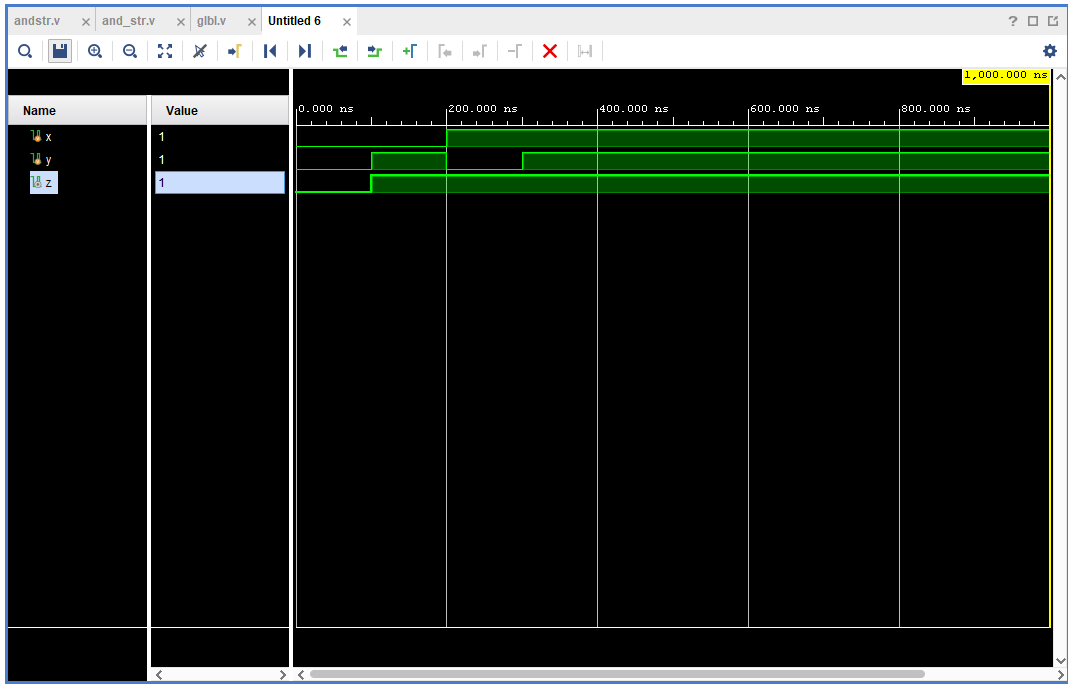 andstr.v × and_str.v × glbl.v × Untitled 6 ×
?
1,000.000 ns
Name Value
0.000 ns 200.000 ns 400.000 ns 600.000 ns 800.000 ns
x 1
y 1
z 1